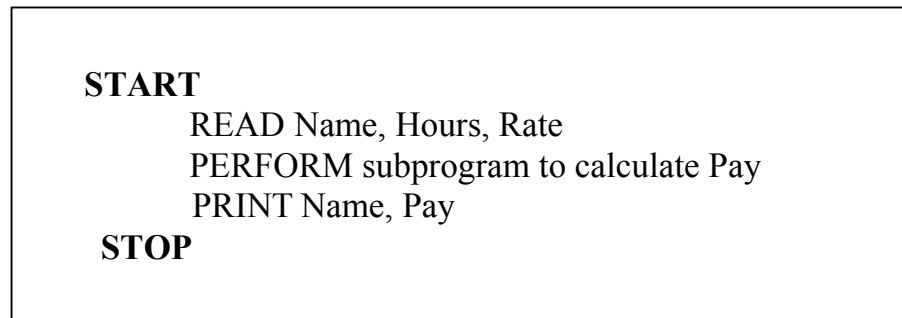 START
READ Name, Hours, Rate
PERFORM subprogram to calculate Pay
PRINT Name, Pay
STOP